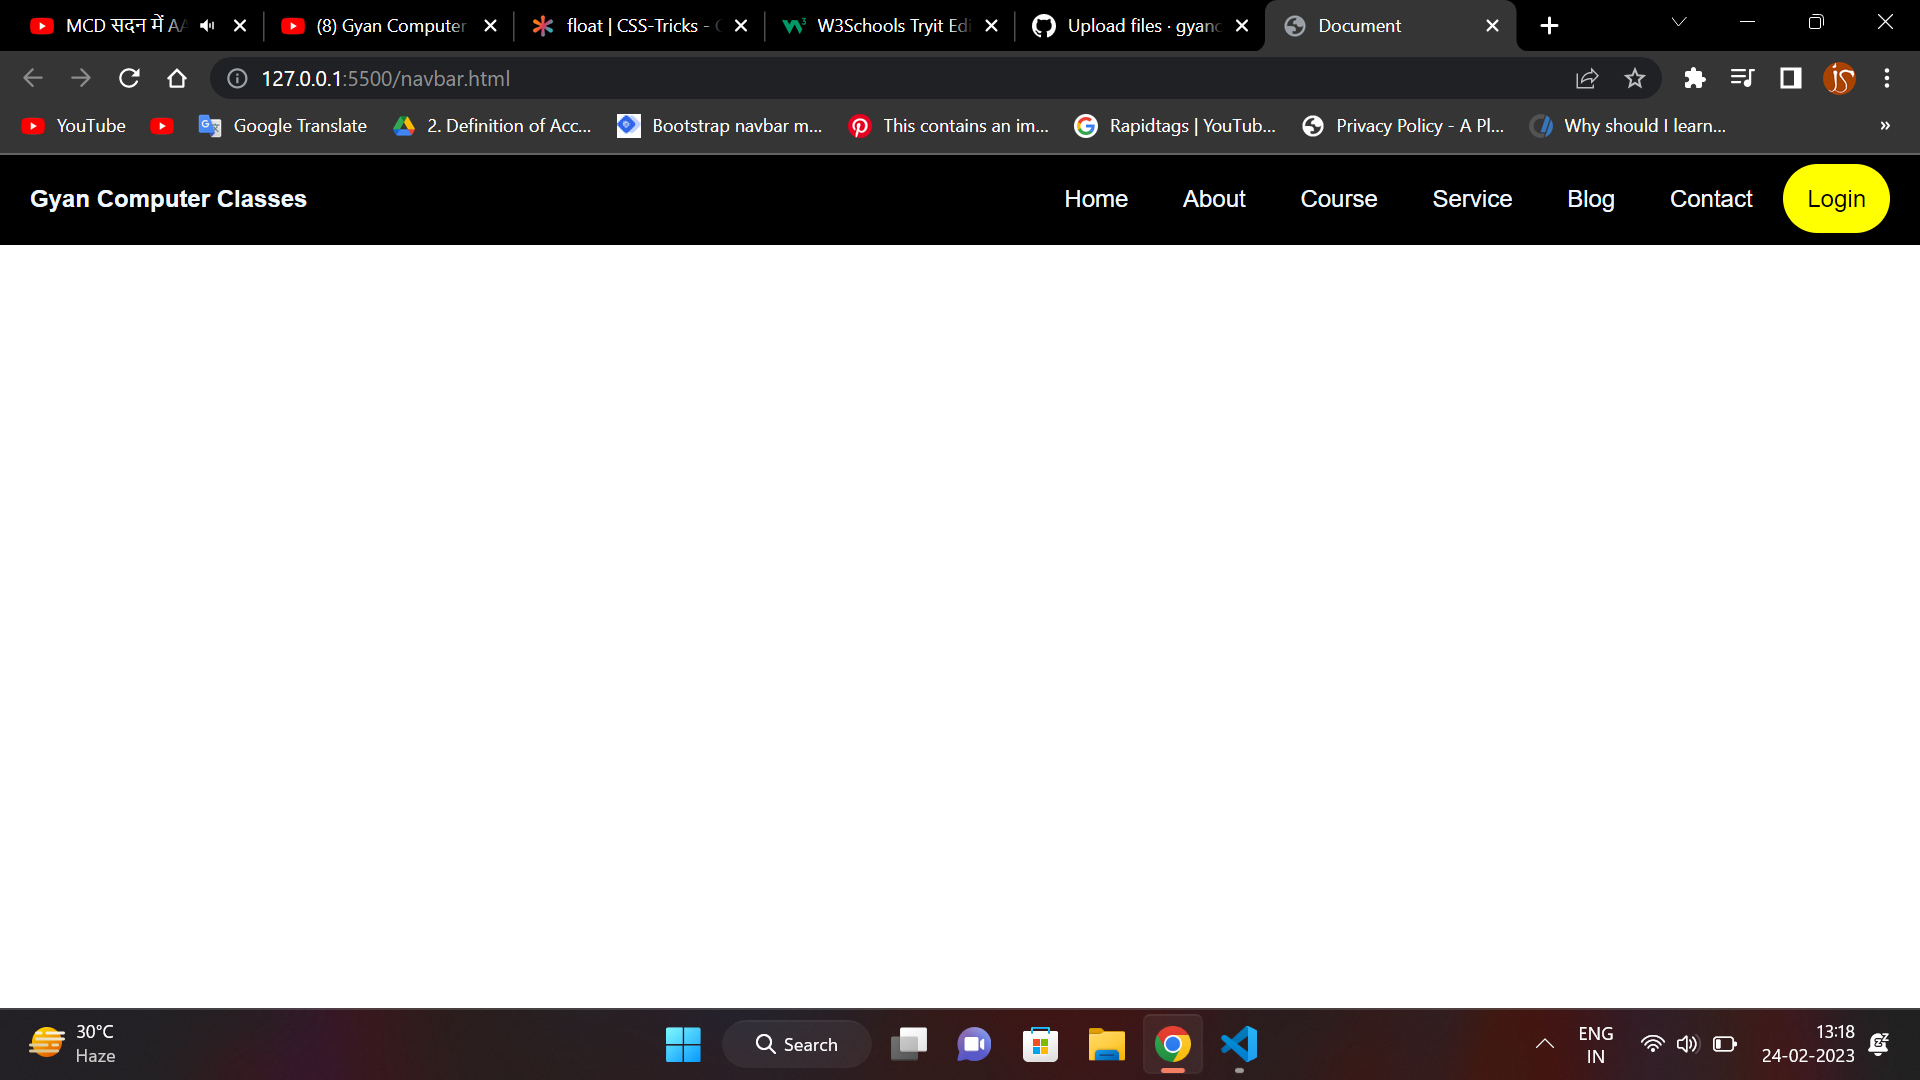 MCD सदन में AA
(8) Gyan Computer
float | CSS-Tricks - C
W3Schools Tryit Edi
Upload files · gyanc
Document
127.0.0.1:5500/navbar.html
YouTube
Google Translate
2. Definition of Acc...
Bootstrap navbar m...
This contains an im...
Rapidtags | YouTub...
Privacy Policy - A Pl...
Why should I learn...
»
Gyan Computer Classes
Home
About
Course
Service
Blog
Contact
Login
30°C
Haze
Search
ENG
IN
13:18
24-02-2023